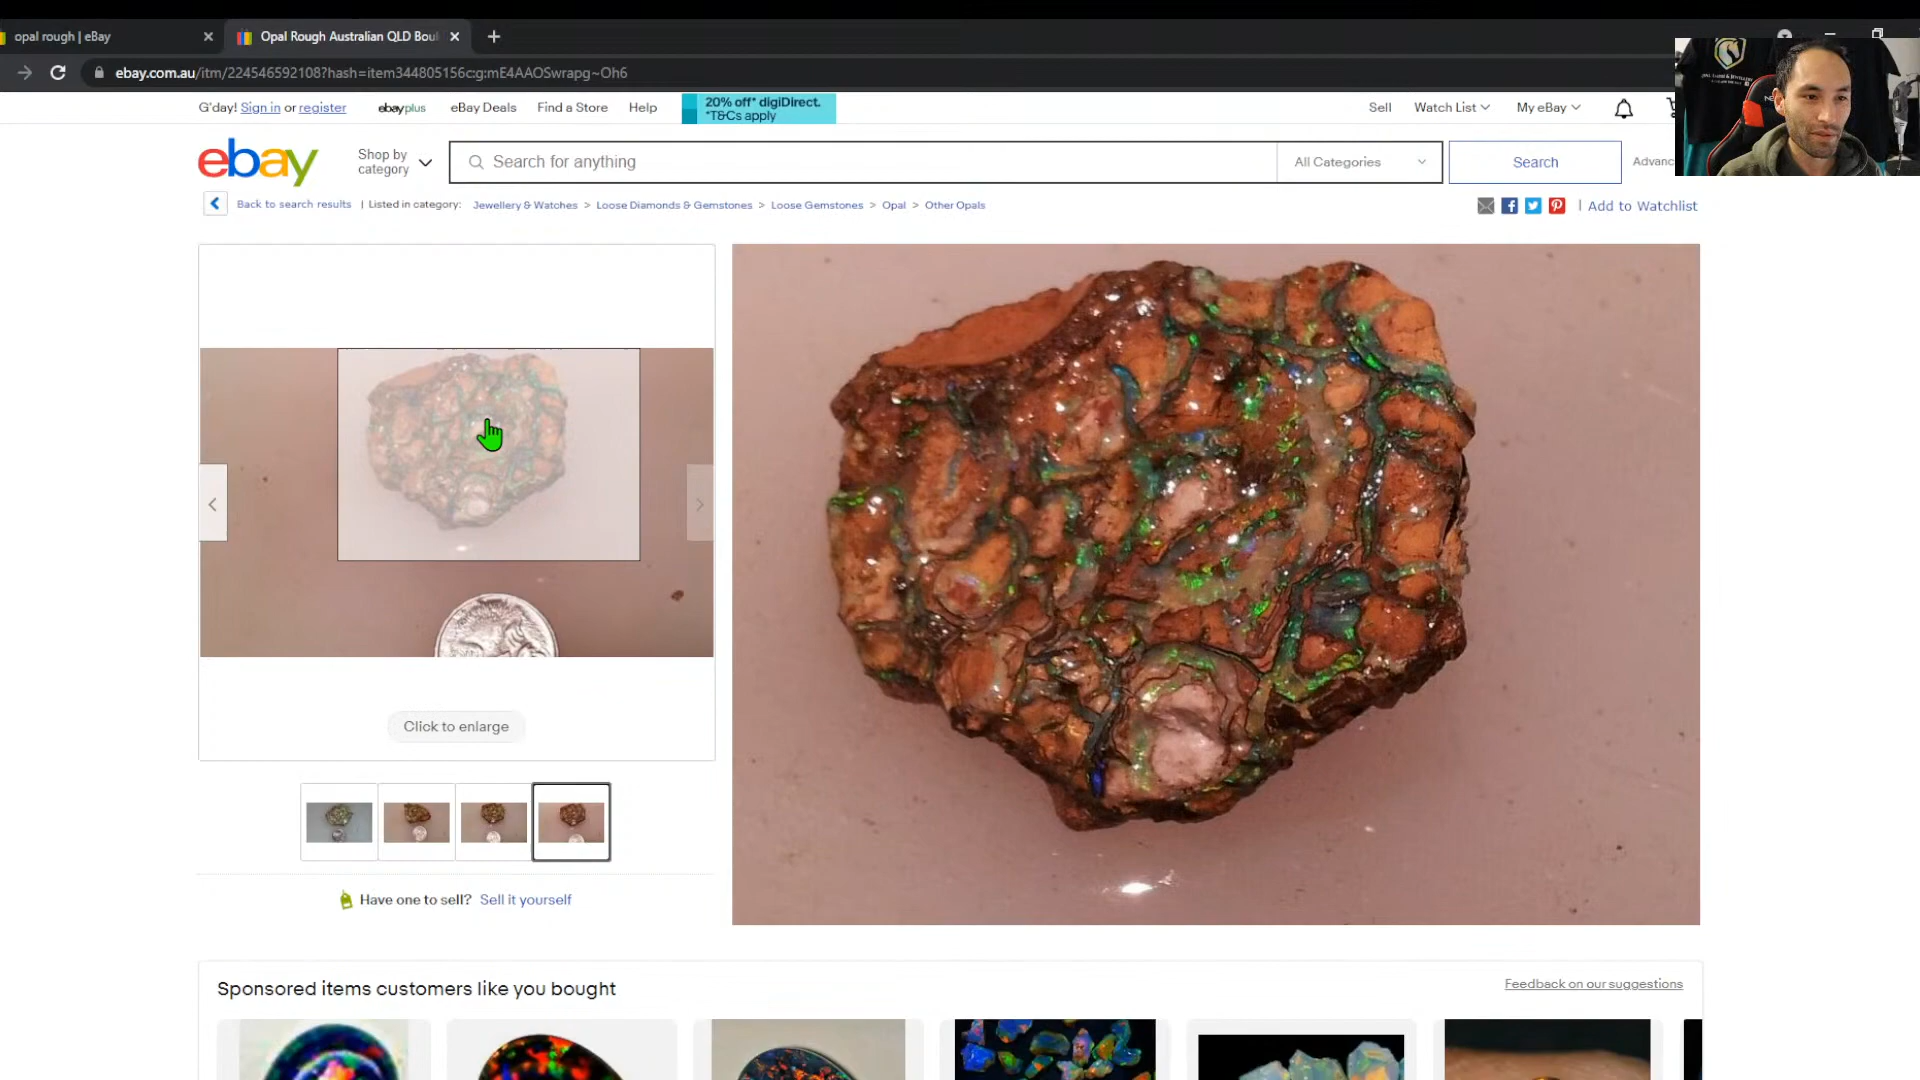 opal rough | eBay
Opal Rough Australian QLD Boul
ebay.com.au/itm/224546592108?hash=item344805156c:g:mE4AAOSwrapg~Oh6
G'day! Sign in or register
ebayplus
eBay Deals
Find a Store
Help
20% off* digiDirect.
*T&Cs apply
Sell
Watch List
My eBay
ebay
Shop by
category
Search for anything
All Categories
Search
Advanc
Back to search results | Listed in category: Jewellery & Watches > Loose Diamonds & Gemstones > Loose Gemstones > Opal > Other Opals
| Add to Watchlist
Click to enlarge
Have one to sell? Sell it yourself
Sponsored items customers like you bought
Feedback on our suggestions